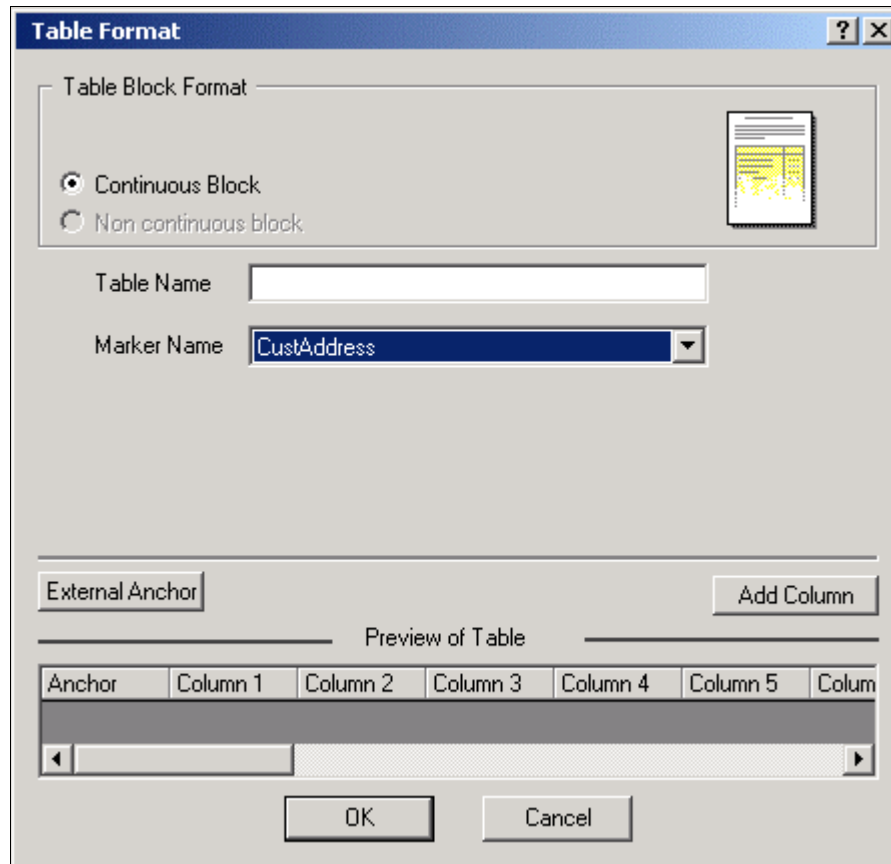 Table Format
Table Block Format
Continuous Block
Non continuous block
Table Name
Marker Name CustAddress
External Anchor Add Column
Preview of Table
Anchor Column 1 Column 2 Column 3 Column 4 Column 5 Colum
OK Cancel